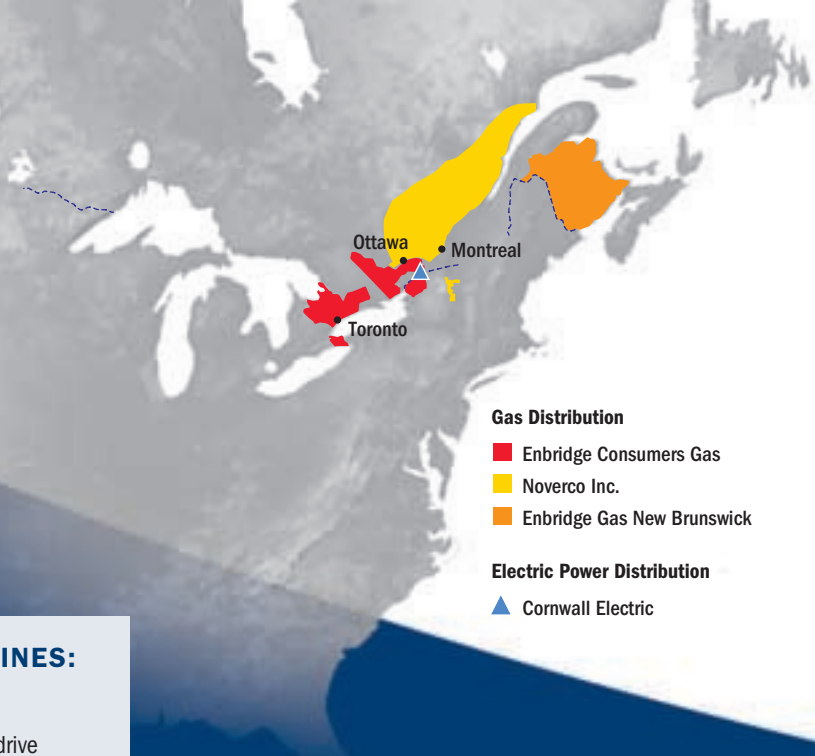 Ottawa
Montreal
Toronto
Gas Distribution
Enbridge Consumers Gas
Noverco Inc.
Enbridge Gas New Brunswick
Electric Power Distribution
Cornwall Electric
INES:
drive